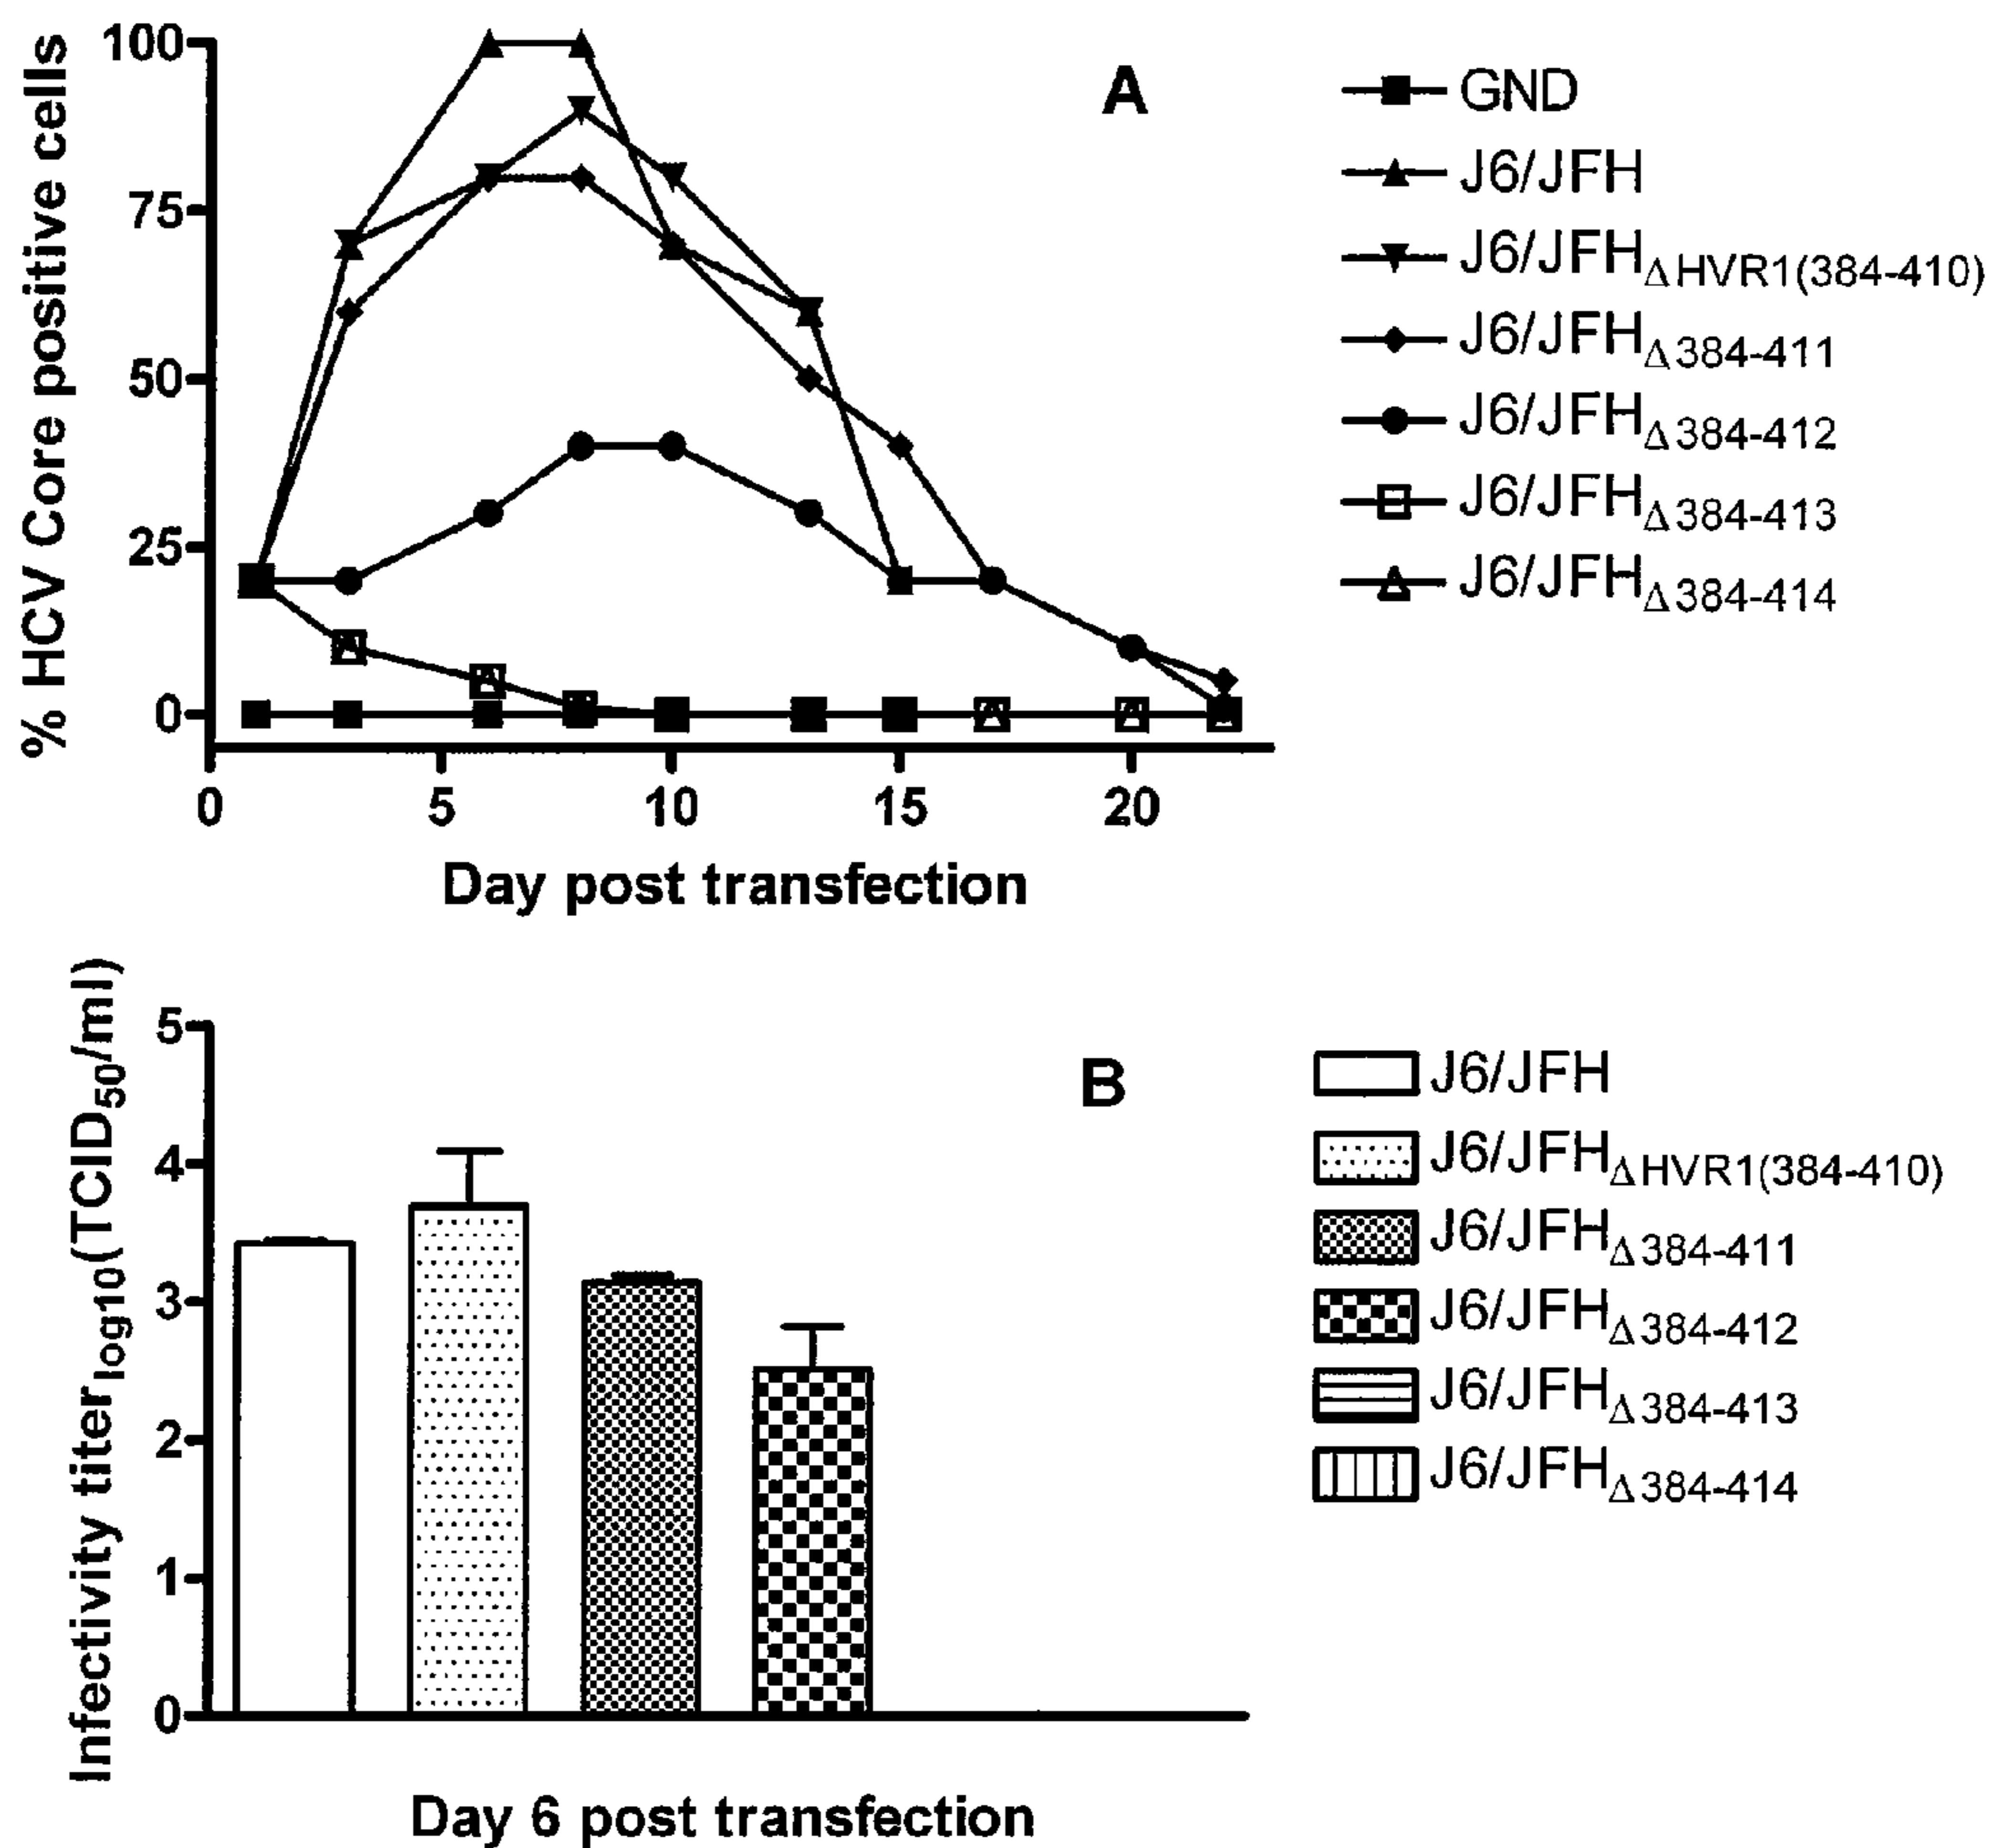 % HCV Core positive cells
100
75
50
25
0
0
5
10
15
20
Day post transfection
A
GND
J6/JFH
J6/JFHΔHVR1(384-410)
J6/JFHΔ384-411
J6/JFHΔ384-412
J6/JFHΔ384-413
J6/JFHΔ384-414
Infectivity titerlog10(TCID50/ml)
5
4
3
2
1
0
Day 6 post transfection
B
J6/JFH
J6/JFHΔHVR1(384-410)
J6/JFHΔ384-411
J6/JFHΔ384-412
J6/JFHΔ384-413
J6/JFHΔ384-414